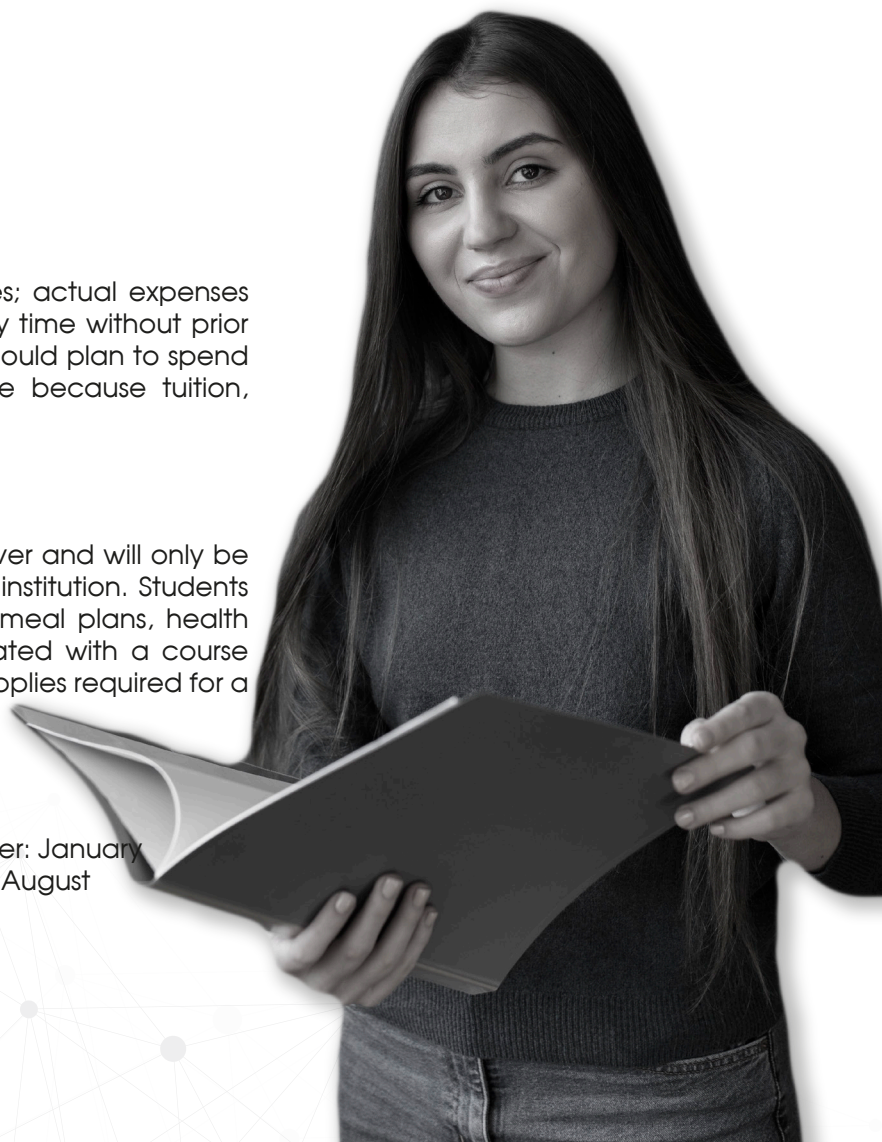 es; actual expenses
y time without prior
ould plan to spend
e because tuition,
ver and will only be
institution. Students
meal plans, health
ated with a course
pplies required for a
er: January
August